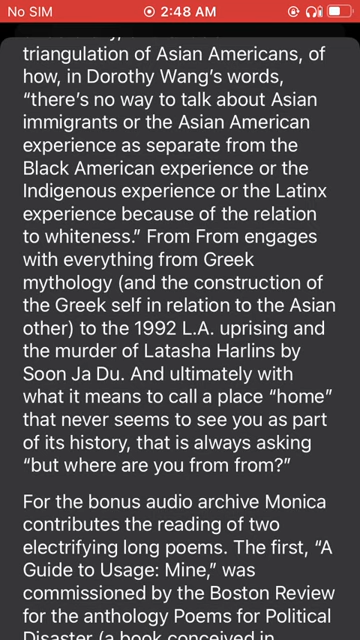 No SIM 2:48 AM
triangulation of Asian Americans, of
how, in Dorothy Wang’s words,
“there’s no way to talk about Asian
immigrants or the Asian American
experience as separate from the
Black American experience or the
Indigenous experience or the Latinx
experience because of the relation
to whiteness.” From From engages
with everything from Greek
mythology (and the construction of
the Greek self in relation to the Asian
other) to the 1992 L.A. uprising and
the murder of Latasha Harlins by
Soon Ja Du. And ultimately with
what it means to call a place “home”
that never seems to see you as part
of its history, that is always asking
“but where are you from from?”
For the bonus audio archive Monica
contributes the reading of two
electrifying long poems. The first, “A
Guide to Usage: Mine,” was
commissioned by the Boston Review
for the anthology Poems for Political
Disaster (a book conceived in